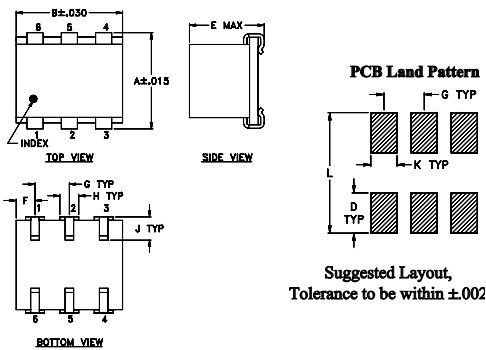 B±.030
6 5 4
A±.015
INDEX
1 2 3
TOP VIEW
E MAX
SIDE VIEW
PCB Land Pattern
G TYP
K TYP
L
D TYP
Suggested Layout,
Tolerance to be within ±.002
G TYP
H TYP
F
1 2 3
J TYP
6 5 4
BOTTOM VIEW